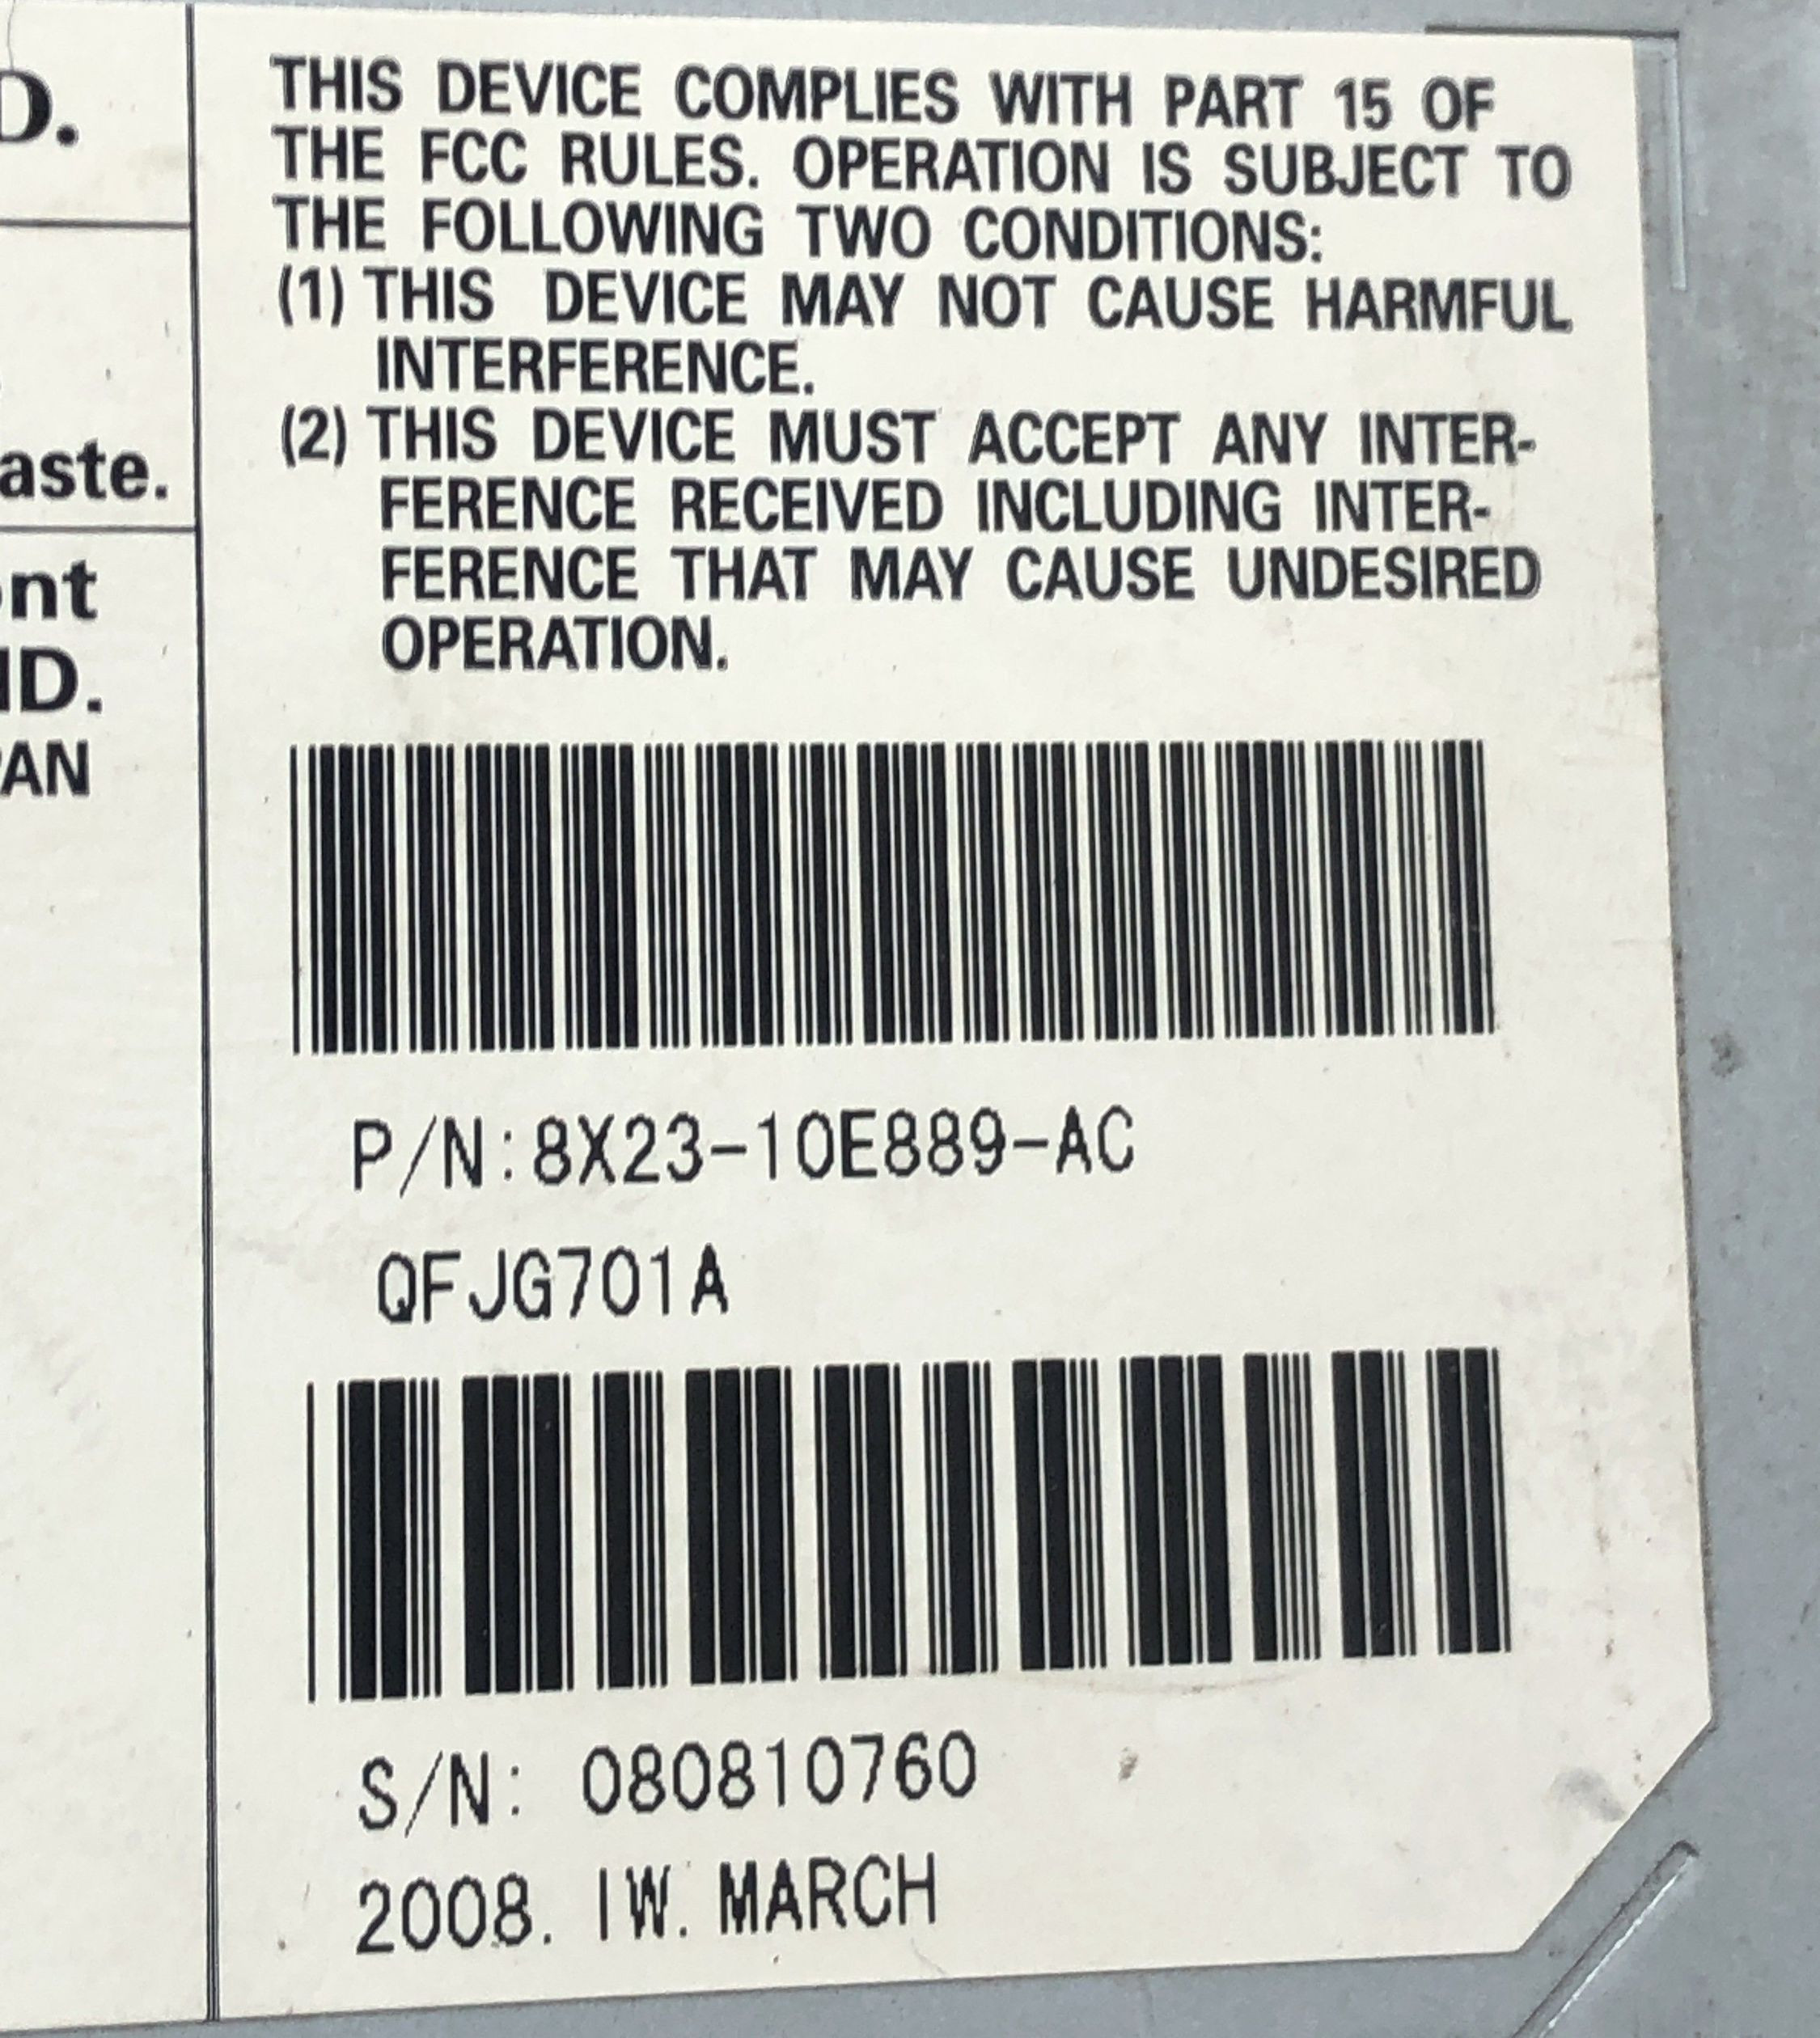 D.
aste.
nt
D.
AN
THIS DEVICE COMPLIES WITH PART 15 OF
THE FCC RULES. OPERATION IS SUBJECT TO
THE FOLLOWING TWO CONDITIONS:
(1) THIS DEVICE MAY NOT CAUSE HARMFUL
INTERFERENCE.
(2) THIS DEVICE MUST ACCEPT ANY INTER-
FERENCE RECEIVED INCLUDING INTER-
FERENCE THAT MAY CAUSE UNDESIRED
OPERATION.
P/N:8X23-10E889-AC
QFJG701A
S/N: 080810760
2008. IW. MARCH